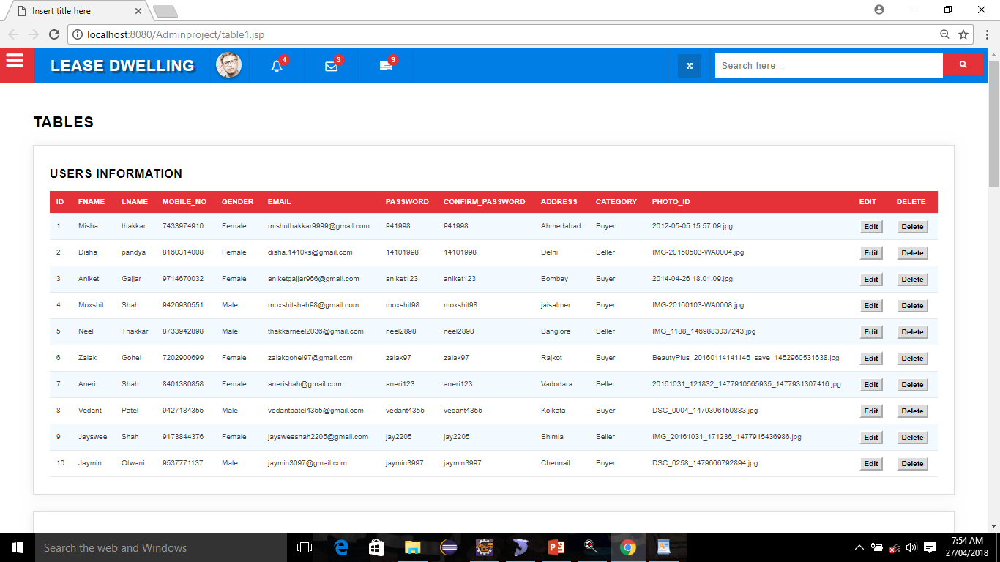 Insert title here
localhost:8080/Adminproject/table1.jsp
LEASE DWELLING 4 3 9 Search here...
TABLES
USERS INFORMATION
ID FNAME LNAME MOBILE_NO GENDER EMAIL PASSWORD CONFIRM_PASSWORD ADDRESS CATEGORY PHOTO_ID EDIT DELETE
1 Misha thakkar 7433974910 Female mishuthakkar9999@gmail.com 941998 941998 Ahmedabad Buyer 2012-05-05 15.57.09.jpg Edit Delete
2 Disha pandya 8160314008 Female disha.1410ks@gmail.com 14101998 14101998 Delhi Seller IMG-20150503-WA0004.jpg Edit Delete
3 Aniket Gajjar 9714670032 Female aniketgajjar966@gmail.com aniket123 aniket123 Bombay Buyer 2014-04-26 18.01.09.jpg Edit Delete
4 Moxshit Shah 9426930551 Male moxshitshah98@gmail.com moxshit98 moxshit98 jaisalmer Buyer IMG-20160103-WA0008.jpg Edit Delete
5 Neel Thakkar 8733942898 Male thakkarneel2036@gmail.com neel2898 neel2898 Banglore Seller IMG_1188_1469883037243.jpg Edit Delete
6 Zalak Gohel 7202900699 Female zalakgohel97@gmail.com zalak97 zalak97 Rajkot Buyer BeautyPlus_20160114141146_save_1452960531638.jpg Edit Delete
7 Aneri Shah 8401380858 Female anerishah@gmail.com aneri123 aneri123 Vadodara Seller 20161031_121832_1477910565935_1477931307416.jpg Edit Delete
8 Vedant Patel 9427184355 Male vedantpatel4355@gmail.com vedant4355 vedant4355 Kolkata Buyer DSC_0004_1479396150883.jpg Edit Delete
9 Jayswee Shah 9173844376 Female jaysweeshah2205@gmail.com jay2205 jay2205 Shimla Seller IMG_20161031_171236_1477915436986.jpg Edit Delete
10 Jaymin Otwani 9537771137 Male jaymin3097@gmail.com jaymin3997 jaymin3997 Chennail Buyer DSC_0258_1479666792894.jpg Edit Delete
Search the web and Windows
7:54 AM
27/04/2018